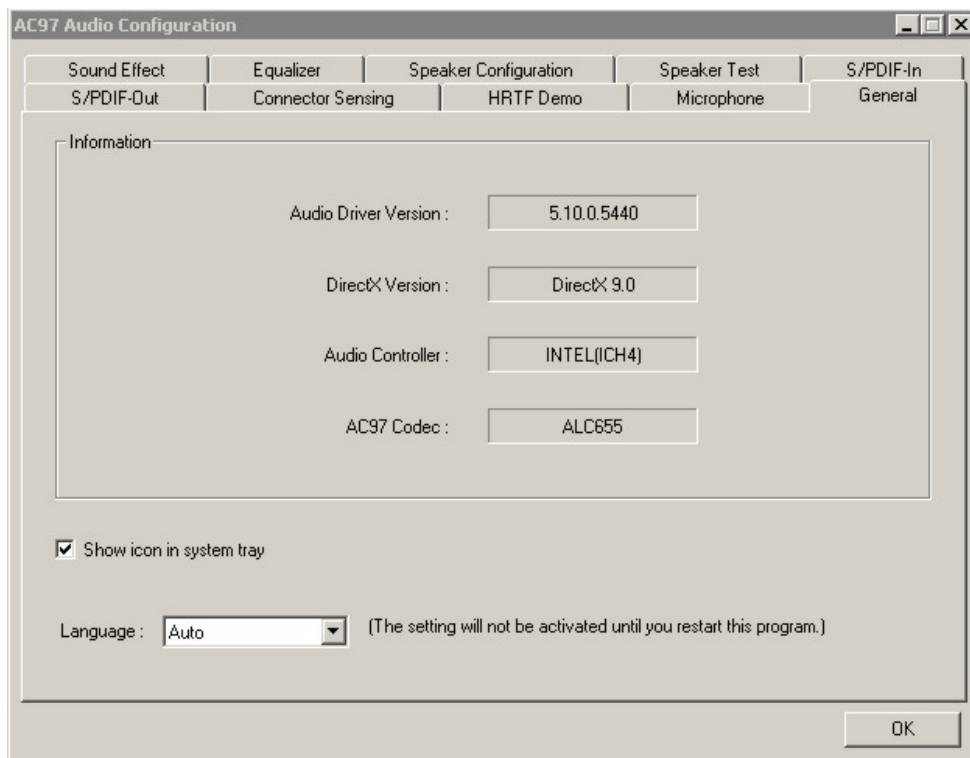 AC97 Audio Configuration
Sound Effect Equalizer Speaker Configuration Speaker Test S/PDIF-In
S/PDIF-Out Connector Sensing HRTF Demo Microphone General
Information
Audio Driver Version : 5.10.0.5440
DirectX Version : DirectX 9.0
Audio Controller : INTEL(ICH4)
AC97 Codec : ALC655
Show icon in system tray
Language : Auto (The setting will not be activated until you restart this program.)
OK